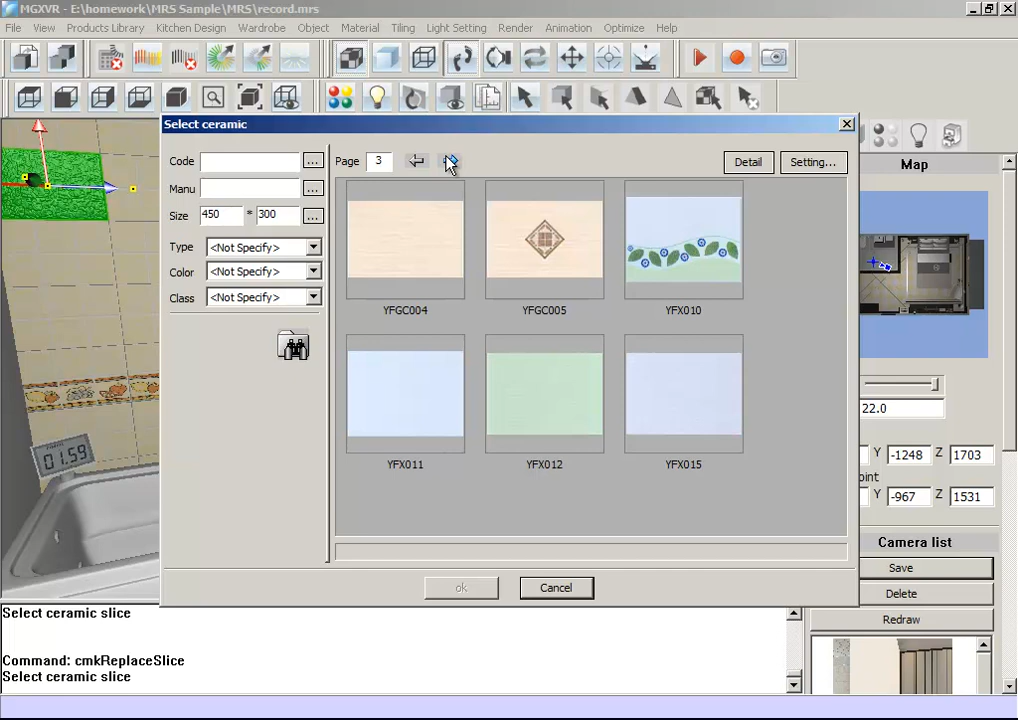 MGXVR - E:\homework\MRS Sample\MRS\record.mrs
File View Products Library Kitchen Design Wardrobe Object Material Tiling Light Setting Render Animation Optimize Help
Select ceramic
Code ...
Manu ...
Size 450 * 300 ...
Type <Not Specify>
Color <Not Specify>
Class <Not Specify>
Page 3
Detail Setting...
YFGC004 YFGC005 YFX010
YFX011 YFX012 YFX015
ok Cancel
01:59
Map
22.0
Y -1248 Z 1703
oint
Y -967 Z 1531
Camera list
Save
Delete
Redraw
Select ceramic slice
Command: cmkReplaceSlice
Select ceramic slice